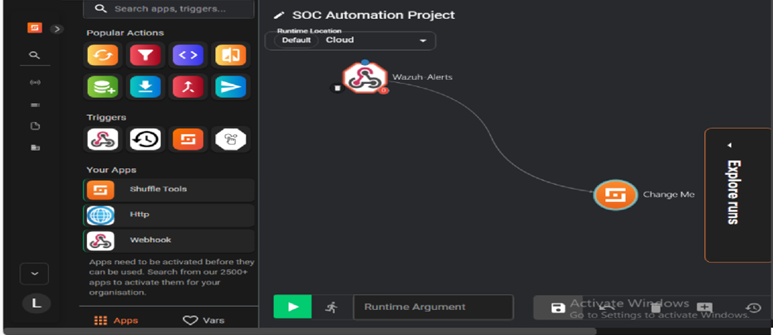 Search apps, triggers...
SOC Automation Project
Popular Actions
Runtime Location
Default Cloud
Wazuh-Alerts
Triggers
Your Apps
Shuffle Tools
Http
Webhook
Change Me
Explore runs
Apps need to be activated before they
can be used. Search from our 2500+
apps to activate them for your
organisation.
L
Runtime Argument
Activate Windows
Go to Settings to activate Windows.
Apps
Vars